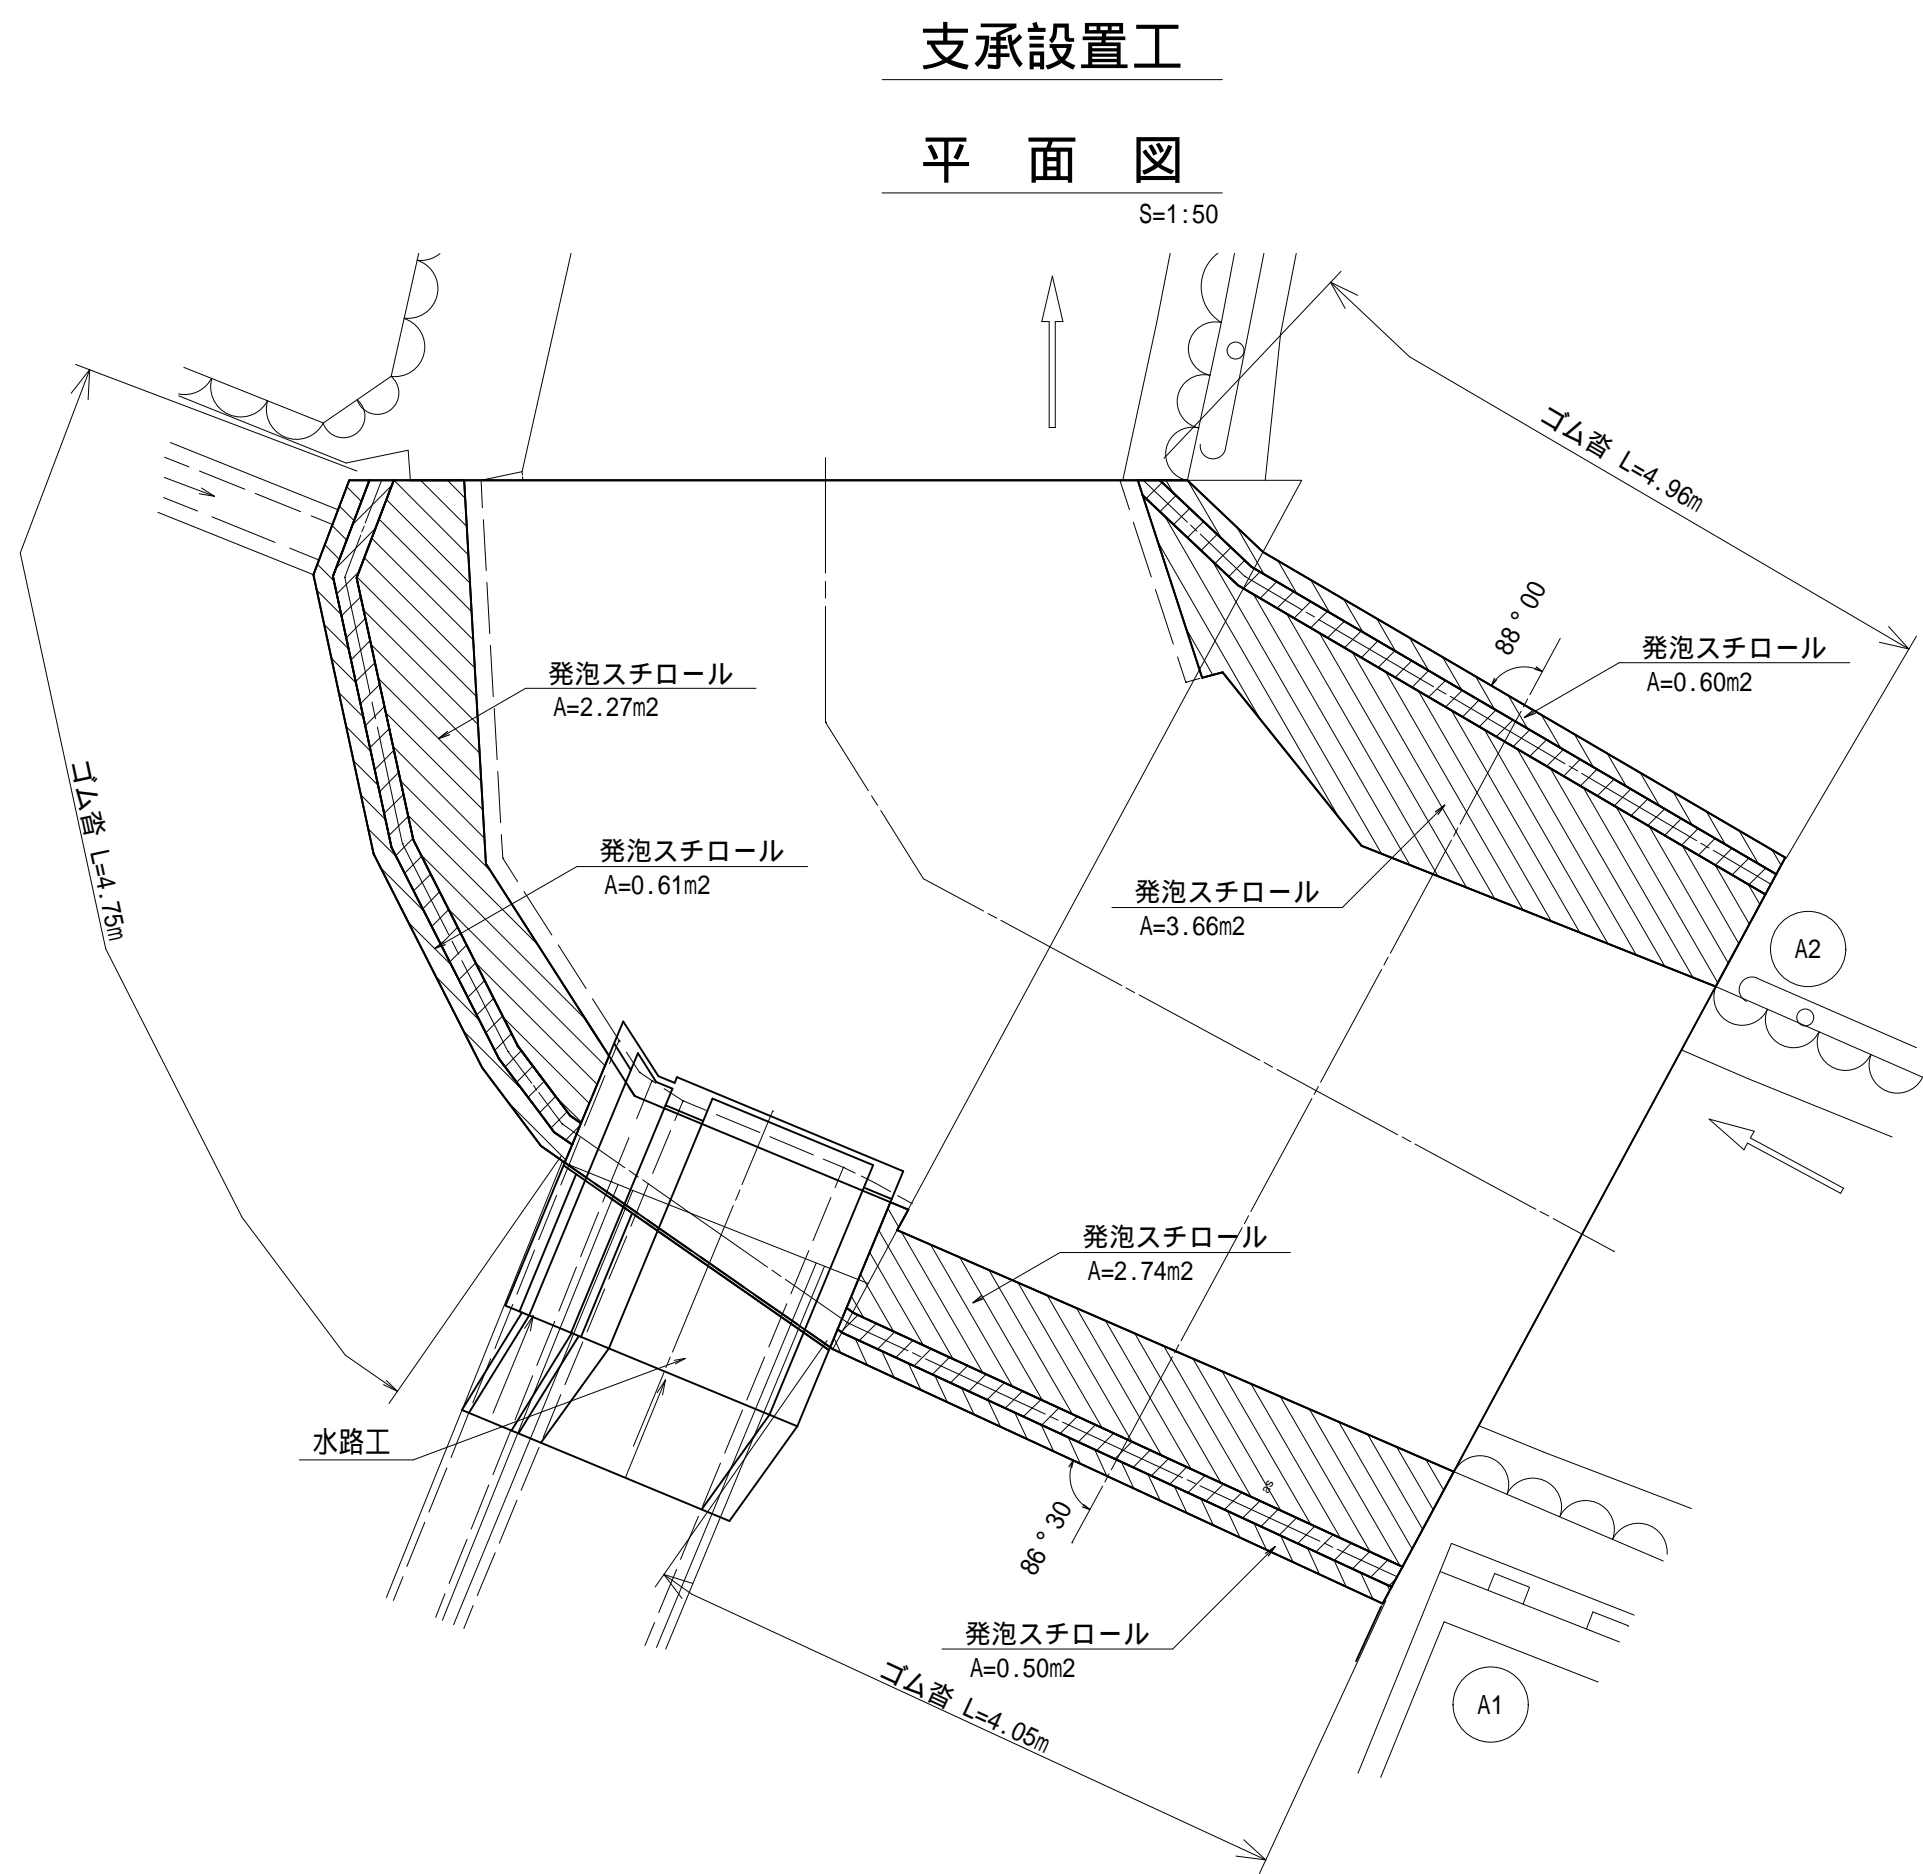 支承設置工
平 面 図
S=1:50
ゴム沓 L=4.96m
88°00
発泡スチロール
A=0.60m2
発泡スチロール
A=2.27m2
ゴム沓 L=4.75m
発泡スチロール
A=0.61m2
発泡スチロール
A=3.66m2
A2
発泡スチロール
A=2.74m2
水路工
as
86°30
発泡スチロール
A=0.50m2
ゴム沓 L=4.05m
A1